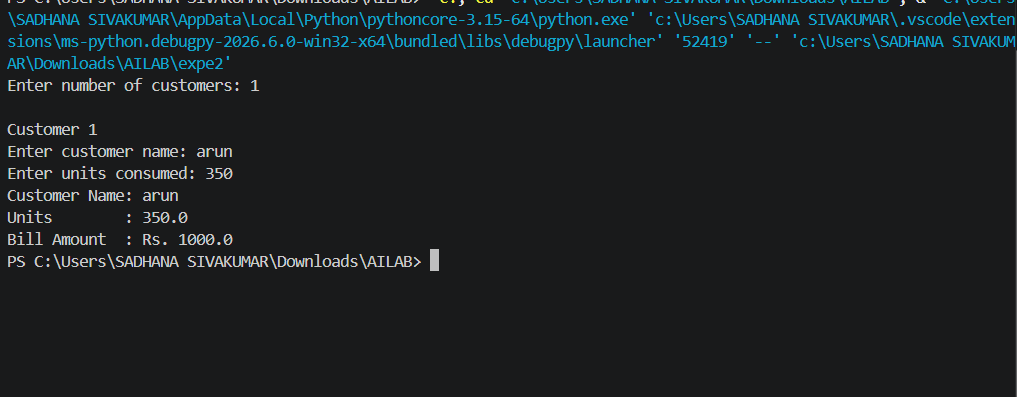 \SADHANA SIVAKUMAR\AppData\Local\Python\pythoncore-3.15-64\python.exe' 'c:\Users\SADHANA SIVAKUMAR\.vscode\exten
sions\ms-python.debugpy-2026.6.0-win32-x64\bundled\libs\debugpy\launcher' '52419' '--' 'c:\Users\SADHANA SIVAKUM
AR\Downloads\AILAB\expe2'
Enter number of customers: 1
Customer 1
Enter customer name: arun
Enter units consumed: 350
Customer Name: arun
Units : 350.0
Bill Amount : Rs. 1000.0
PS C:\Users\SADHANA SIVAKUMAR\Downloads\AILAB>